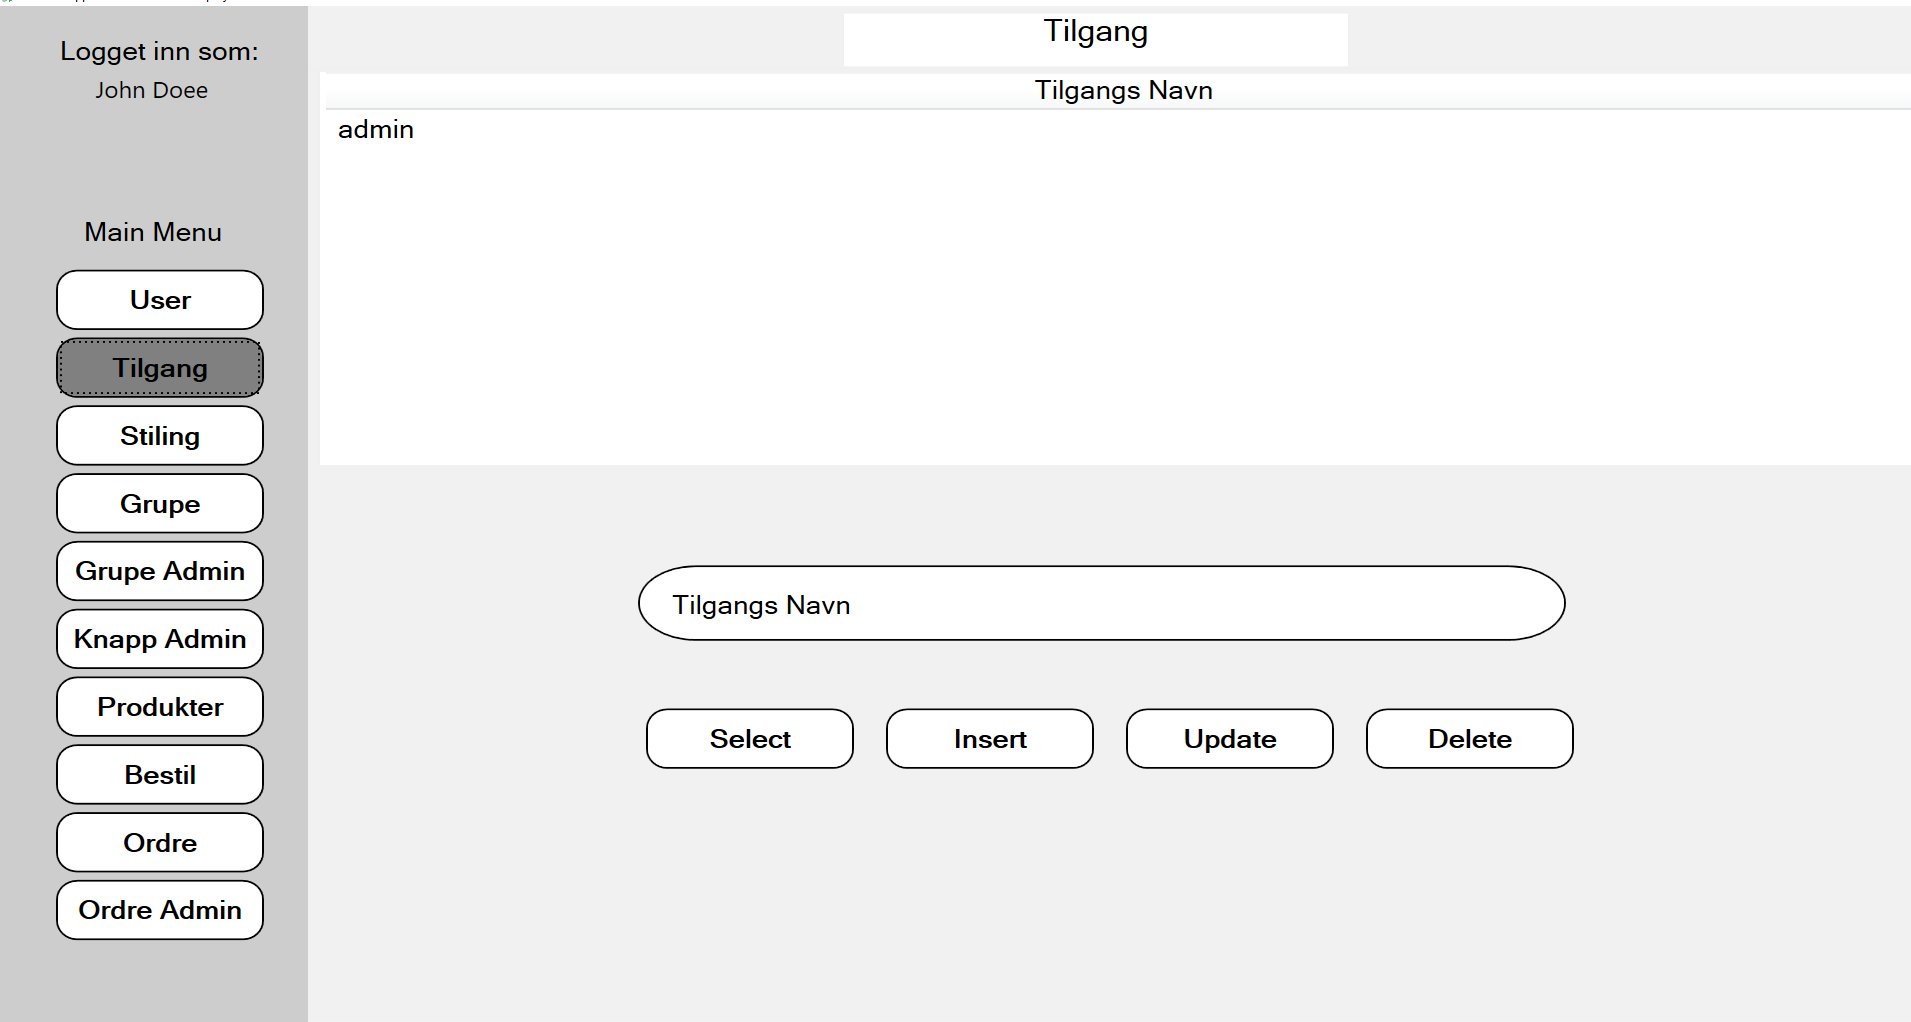 Logget inn som:
John Doee
Main Menu
User
Tilgang
Stiling
Grupe
Grupe Admin
Knapp Admin
Produkter
Bestil
Ordre
Ordre Admin
Tilgang
Tilgangs Navn
admin
Tilgangs Navn
Select
Insert
Update
Delete